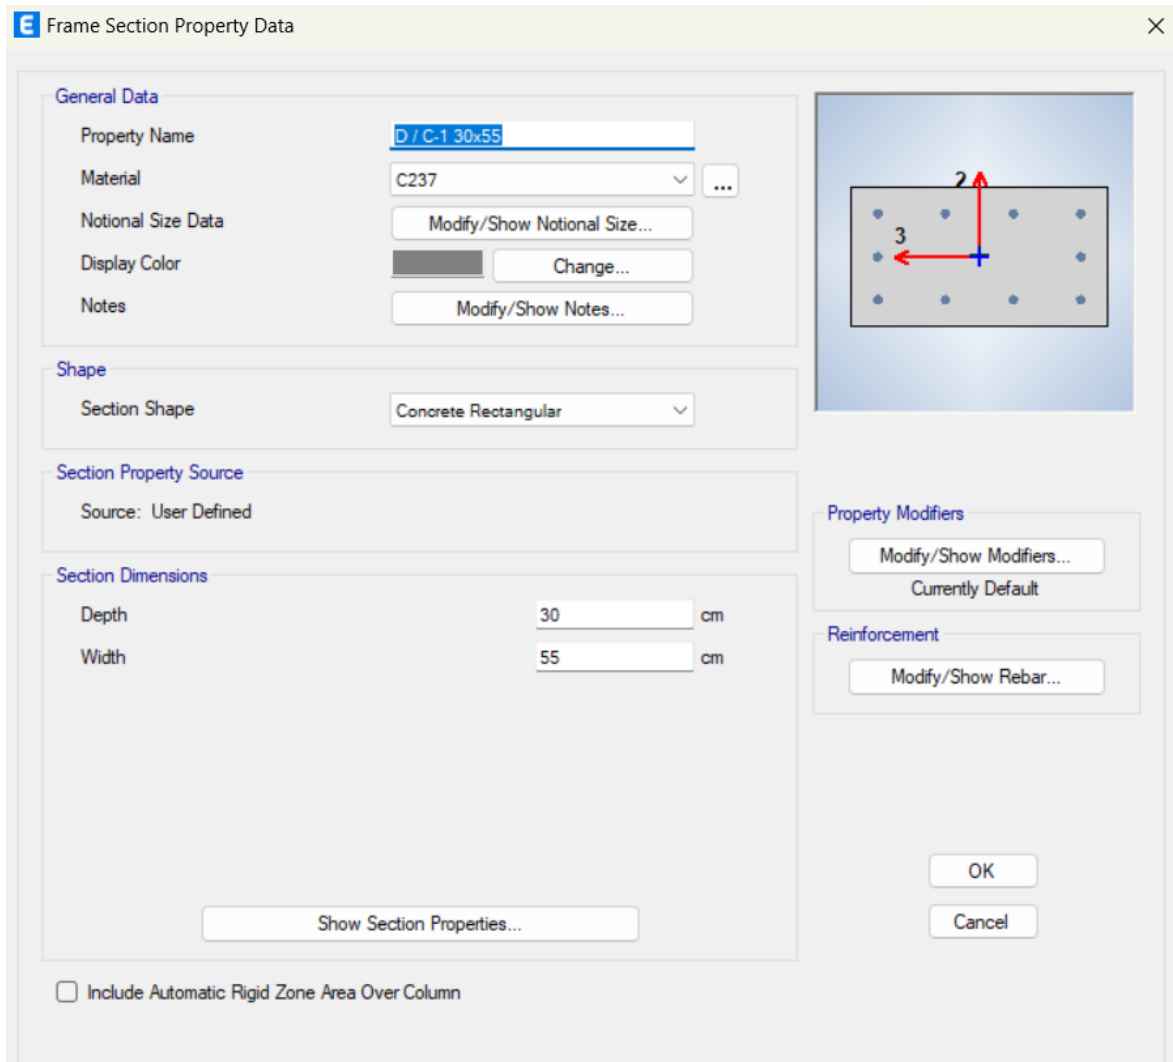 E Frame Section Property Data
General Data
Property Name D / C-1 30x55
Material C237 ...
Notional Size Data Modify/Show Notional Size...
Display Color Change...
Notes Modify/Show Notes...
2
3
Shape
Section Shape Concrete Rectangular
Section Property Source
Source: User Defined
Property Modifiers
Modify/Show Modifiers...
Currently Default
Section Dimensions
Depth 30 cm
Width 55 cm
Reinforcement
Modify/Show Rebar...
OK
Show Section Properties...
Cancel
Include Automatic Rigid Zone Area Over Column